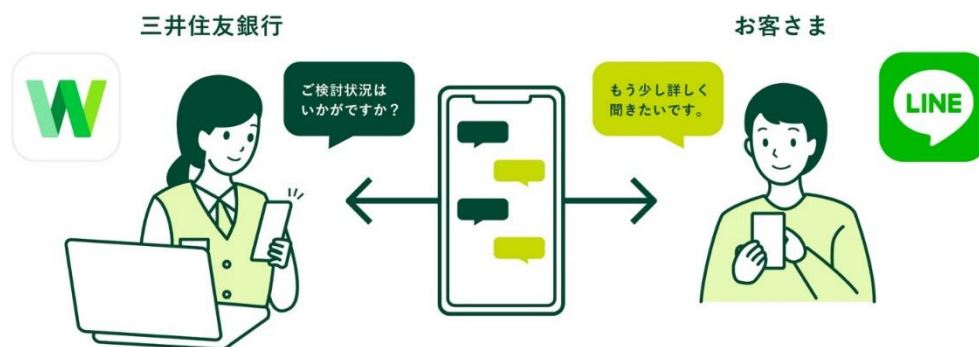 三井住友銀行
お客さま
ご検討状況は
いかがですか？
もう少し詳しく
聞きたいです。
LINE